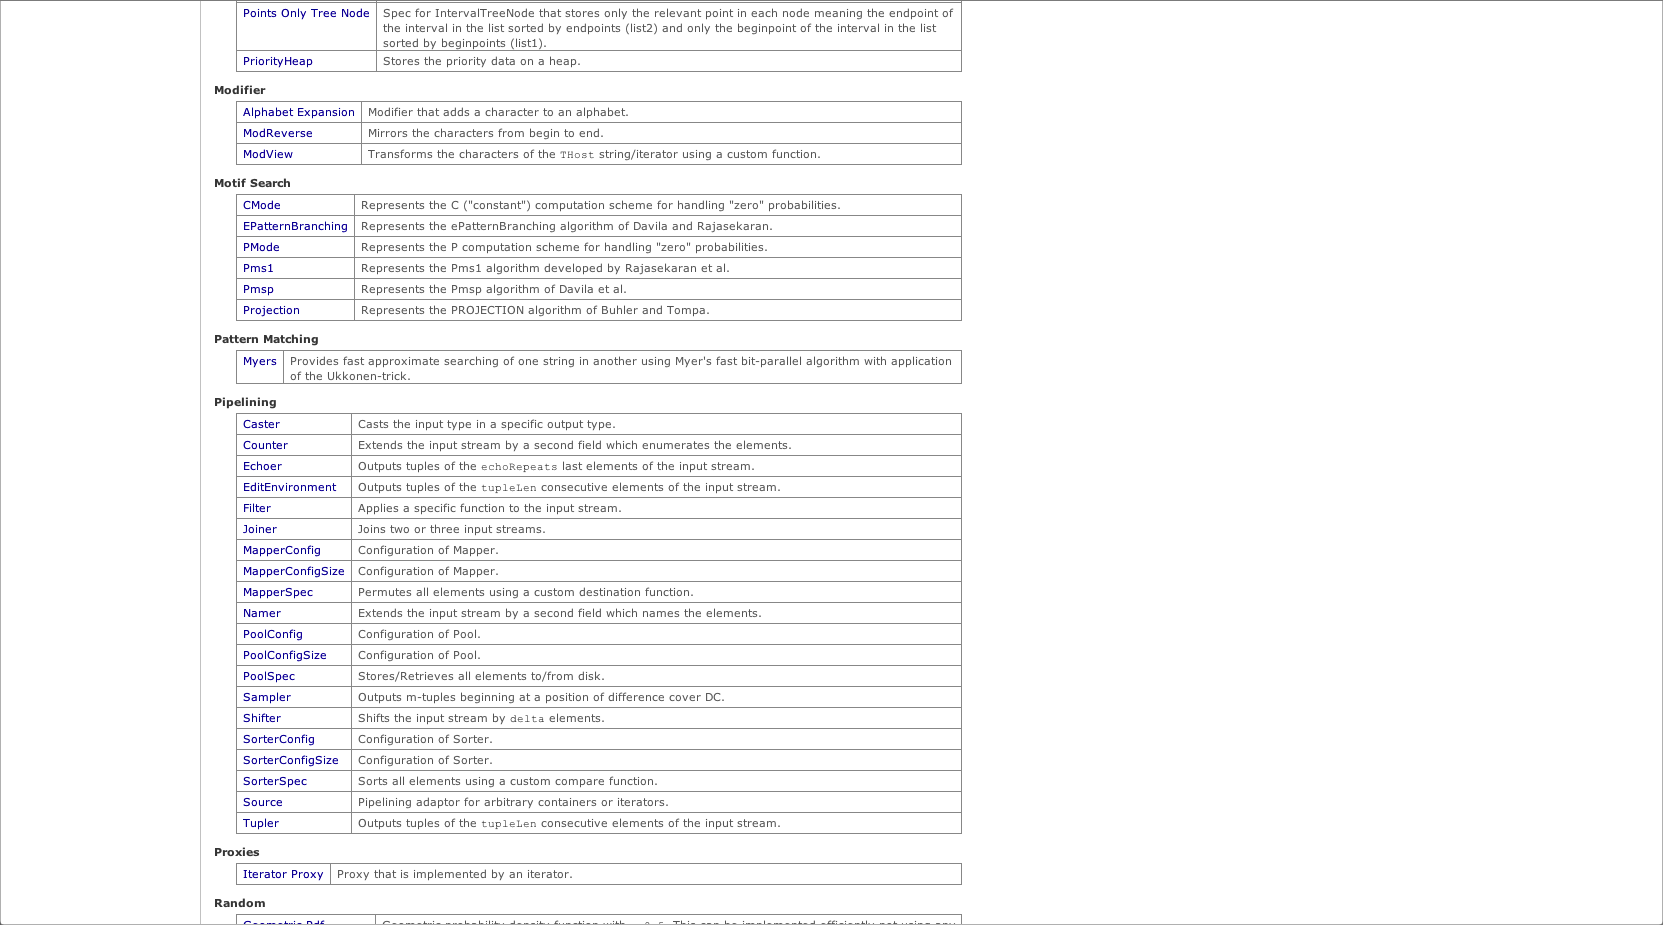 Points Only Tree Node Spec for IntervalTreeNode that stores only the relevant point in each node meaning the endpoint of
the interval in the list sorted by endpoints (list2) and only the beginpoint of the interval in the list
sorted by beginpoints (list1).
PriorityHeap Stores the priority data on a heap.
Modifier
Alphabet Expansion Modifier that adds a character to an alphabet.
ModReverse Mirrors the characters from begin to end.
ModView Transforms the characters of the THost string/iterator using a custom function.
Motif Search
CMode Represents the C ("constant") computation scheme for handling "zero" probabilities.
EPatternBranching Represents the ePatternBranching algorithm of Davila and Rajasekaran.
PMode Represents the P computation scheme for handling "zero" probabilities.
Pms1 Represents the Pms1 algorithm developed by Rajasekaran et al.
Pmsp Represents the Pmsp algorithm of Davila et al.
Projection Represents the PROJECTION algorithm of Buhler and Tompa.
Pattern Matching
Myers Provides fast approximate searching of one string in another using Myer's fast bit-parallel algorithm with application
of the Ukkonen-trick.
Pipelining
Caster Casts the input type in a specific output type.
Counter Extends the input stream by a second field which enumerates the elements.
Echoer Outputs tuples of the echoRepeats last elements of the input stream.
EditEnvironment Outputs tuples of the tupleLen consecutive elements of the input stream.
Filter Applies a specific function to the input stream.
Joiner Joins two or three input streams.
MapperConfig Configuration of Mapper.
MapperConfigSize Configuration of Mapper.
MapperSpec Permutes all elements using a custom destination function.
Namer Extends the input stream by a second field which names the elements.
PoolConfig Configuration of Pool.
PoolConfigSize Configuration of Pool.
PoolSpec Stores/Retrieves all elements to/from disk.
Sampler Outputs m-tuples beginning at a position of difference cover DC.
Shifter Shifts the input stream by delta elements.
SorterConfig Configuration of Sorter.
SorterConfigSize Configuration of Sorter.
SorterSpec Sorts all elements using a custom compare function.
Source Pipelining adaptor for arbitrary containers or iterators.
Tupler Outputs tuples of the tupleLen consecutive elements of the input stream.
Proxies
Iterator Proxy Proxy that is implemented by an iterator.
Random
Geometric Pdf Geometric probability density function with This can be implemented efficiently not using any